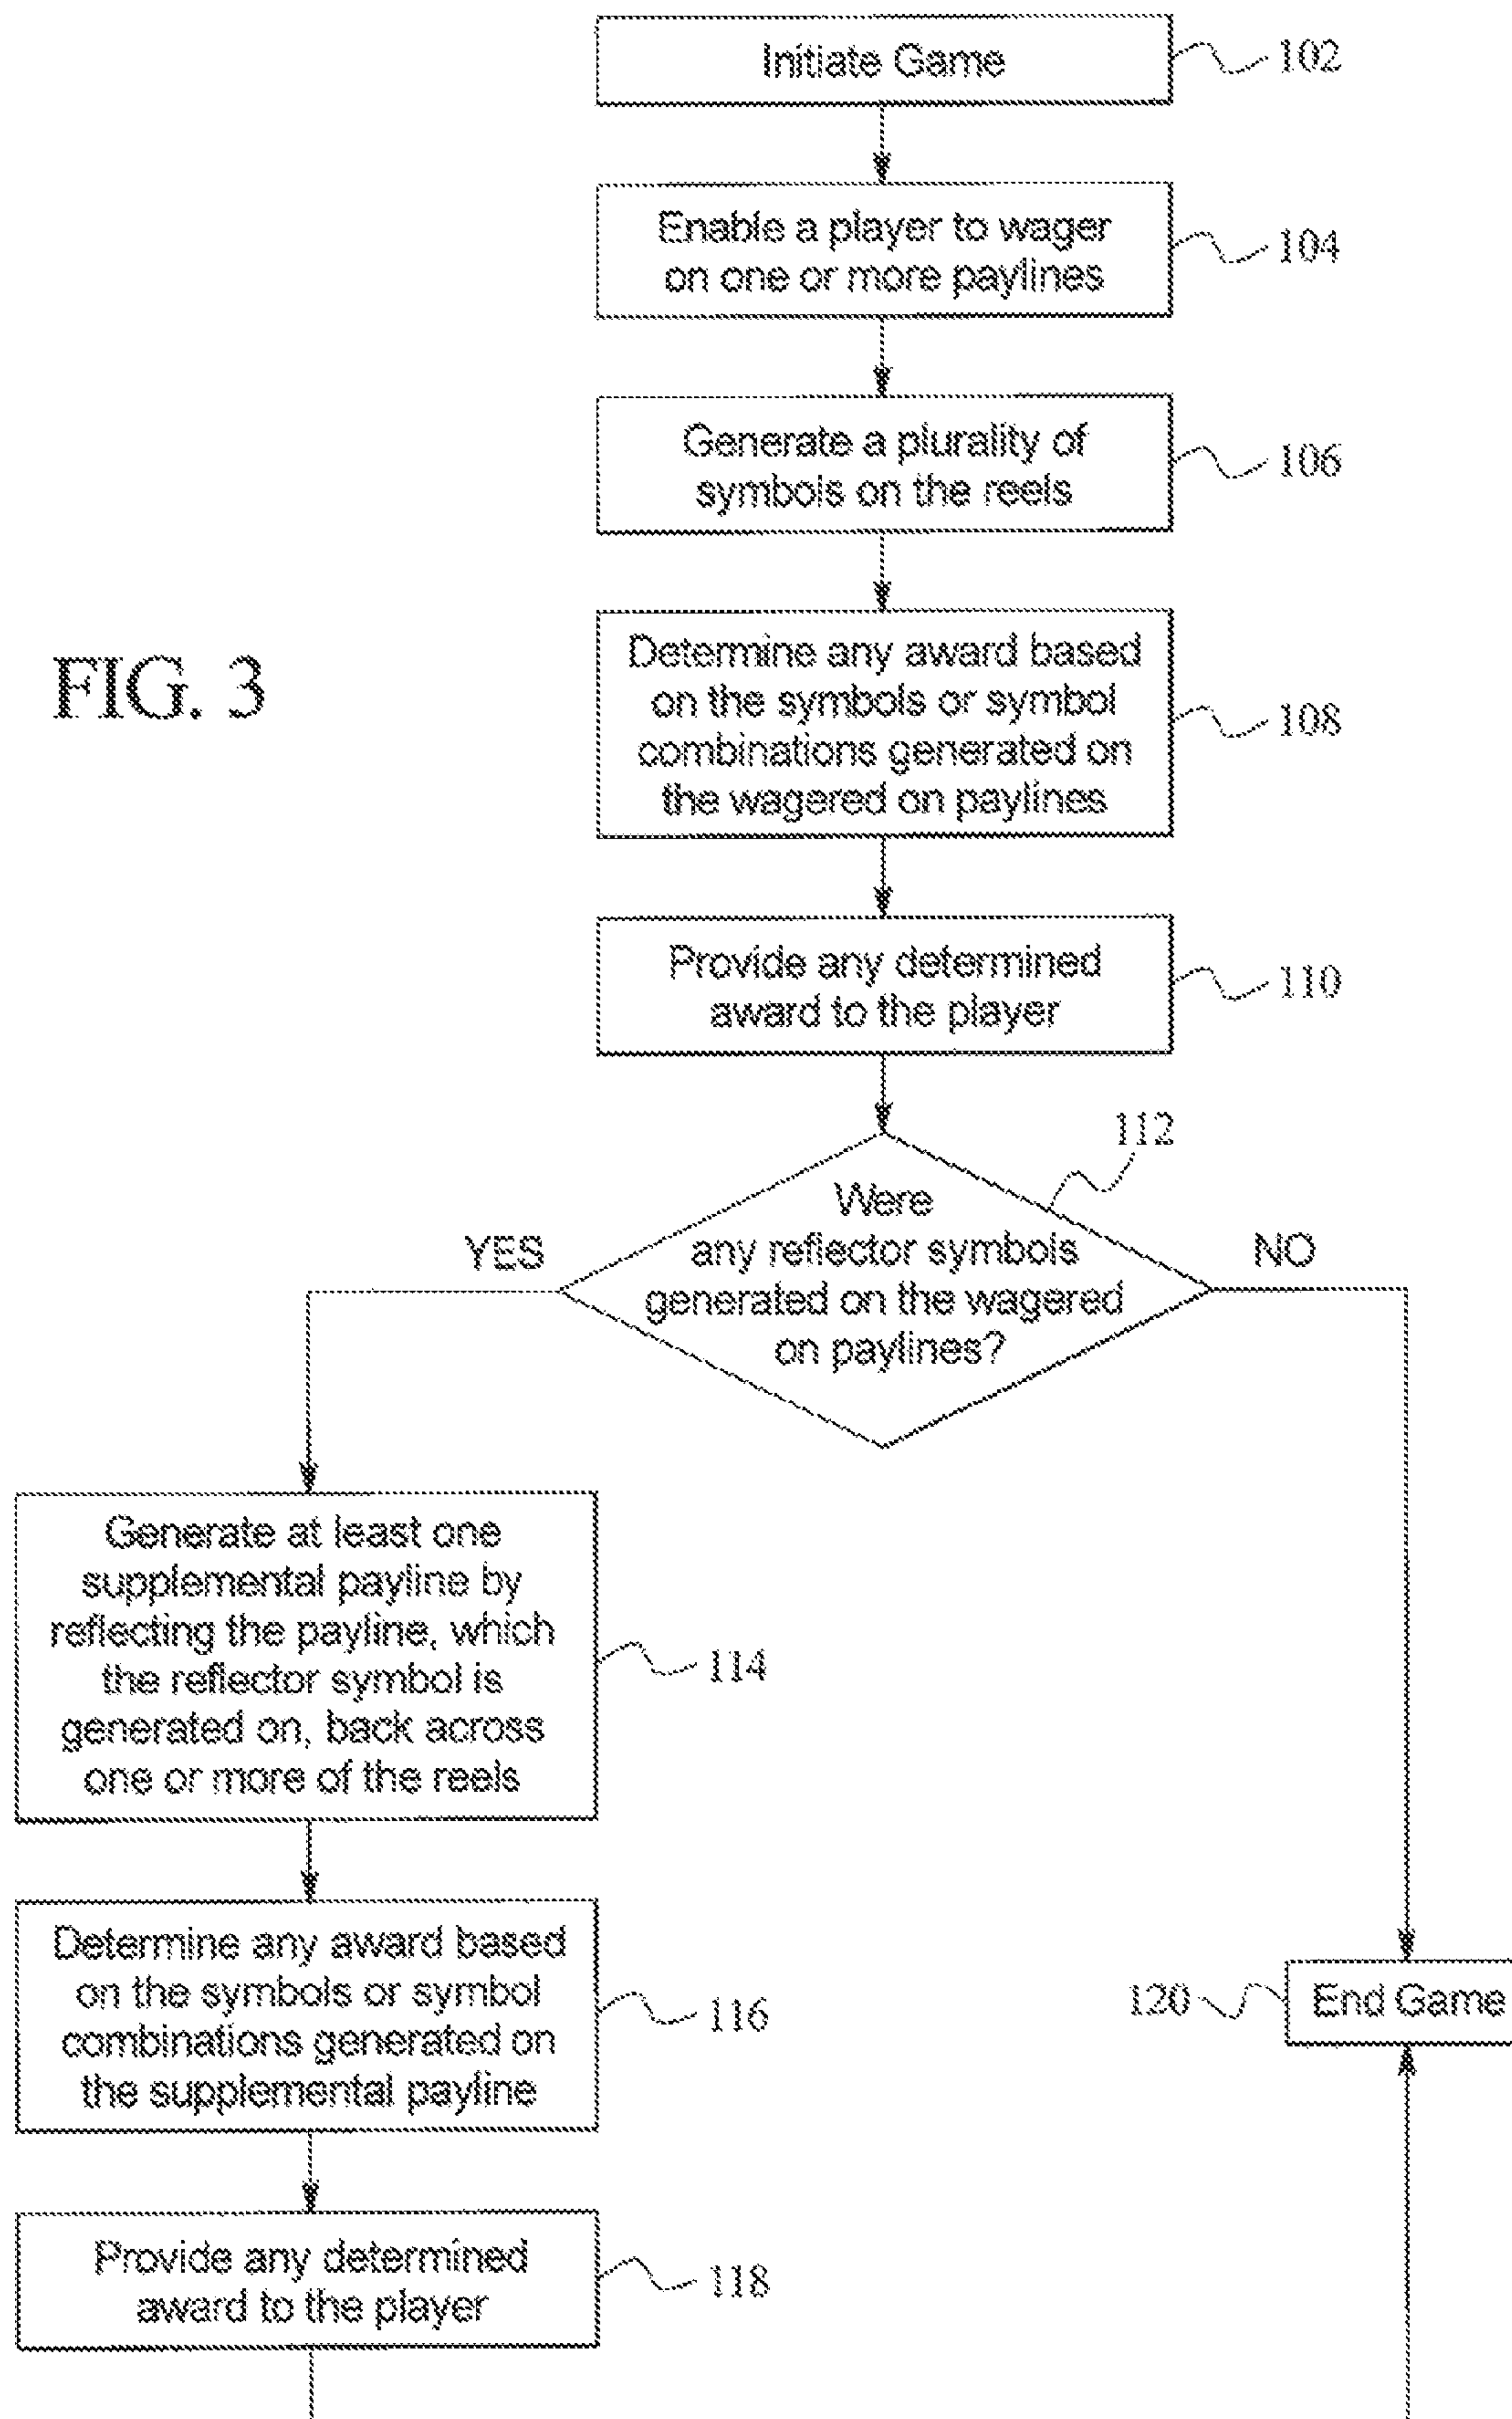 Initiate Game
102
Enable a player to wager
on one or more paylines
104
Generate a plurality of
symbols on the reels
106
FIG. 3
Determine any award based
on the symbols or symbol
combinations generated on
the wagered on paylines
108
Provide any determined
award to the player
110
112
Were
any reflector symbols
generated on the wagered
on paylines?
YES
NO
Generate at least one
supplemental payline by
reflecting the payline, which
the reflector symbol is
generated on, back across
one or more of the reels
114
Determine any award based
on the symbols or symbol
combinations generated on
the supplemental payline
116
120
End Game
Provide any determined
award to the player
118